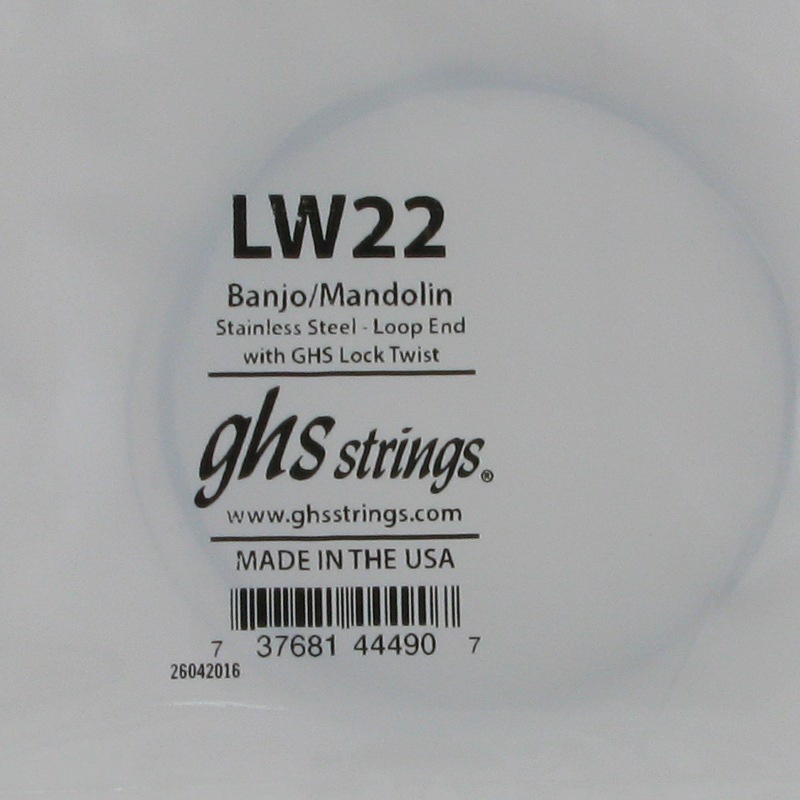 LW22
Banjo/Mandolin
Stainless Steel - Loop End
with GHS Lock Twist
ghs strings®
www.ghsstrings.com
MADE IN THE USA
7 37681 44490 7
26042016